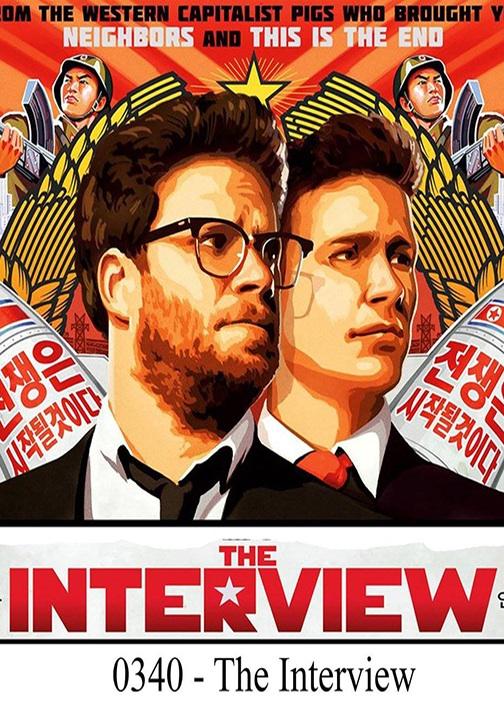 OM THE WESTERN CAPITALIST PIGS WHO BROUGHT Y
NEIGHBORS AND THIS IS THE END
전쟁은
시작될것이다
전쟁은
시작될것이다
THE
INTERVIEW
0340 - The Interview